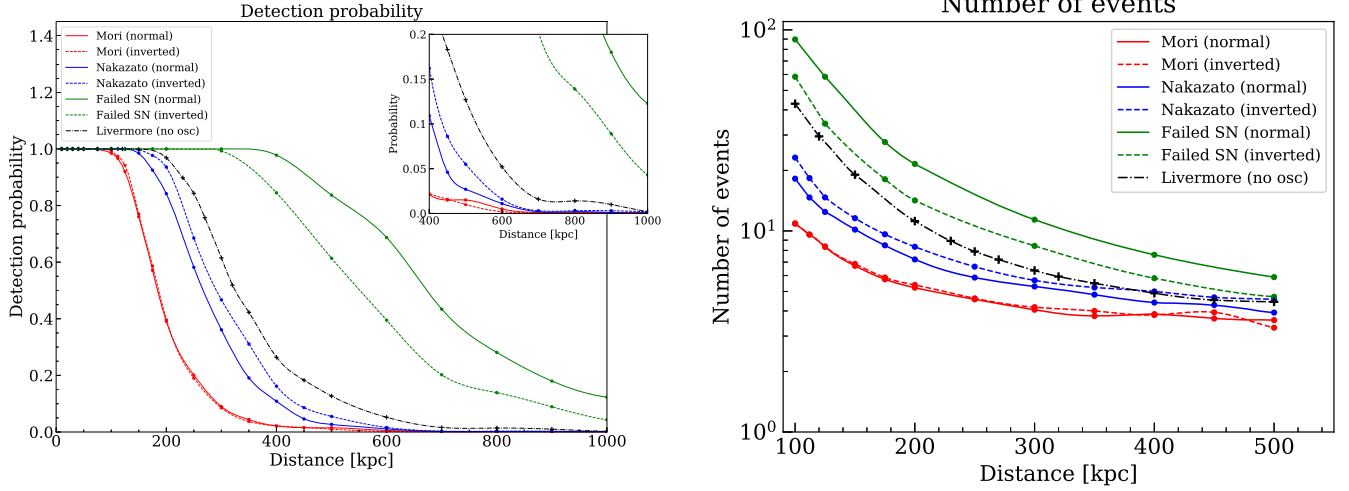 Detection probability
1.4
1.2
1.0
0.8
0.6
0.4
0.2
0.0
Detection probability
Mori (normal)
Mori (inverted)
Nakazato (normal)
Nakazato (inverted)
Failed SN (normal)
Failed SN (inverted)
Livermore (no osc)
0.2
0.15
0.1
0.05
0.0
Probability
400
600
800
1000
Distance [kpc]
0
200
400
600
800
1000
Distance [kpc]
Number of events
10²
10¹
10⁰
Number of events
Mori (normal)
Mori (inverted)
Nakazato (normal)
Nakazato (inverted)
Failed SN (normal)
Failed SN (inverted)
Livermore (no osc)
100
200
300
400
500
Distance [kpc]